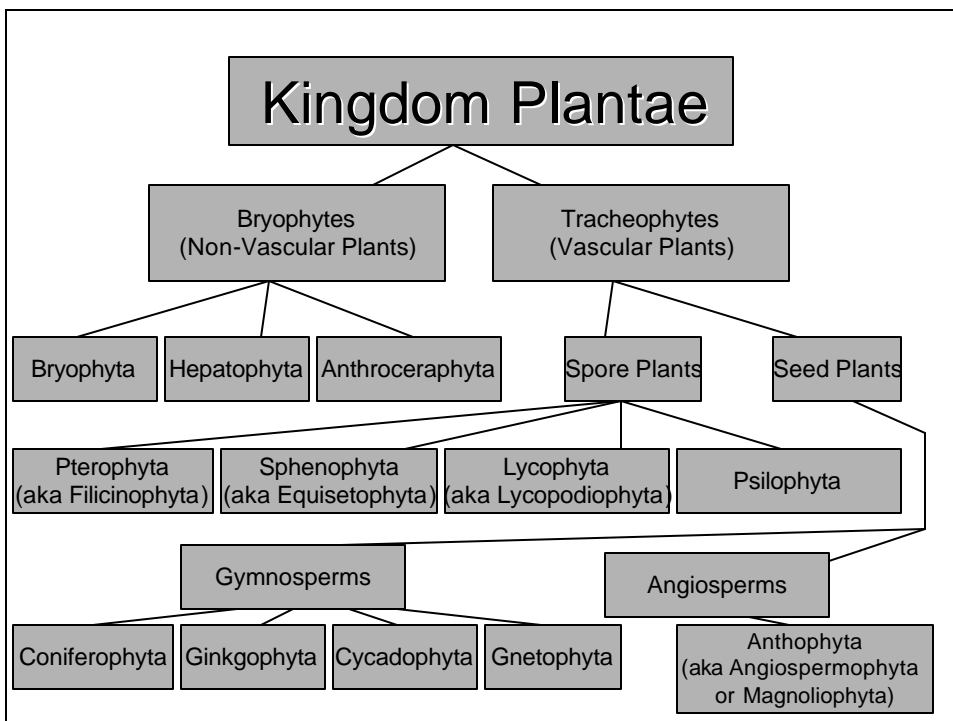 Kingdom Plantae
Bryophytes
(Non-Vascular Plants)
Tracheophytes
(Vascular Plants)
Bryophyta
Hepatophyta
Anthroceraphyta
Spore Plants
Seed Plants
Pterophyta
(aka Filicinophyta)
Sphenophyta
(aka Equisetophyta)
Lycophyta
(aka Lycopodiophyta)
Psilophyta
Gymnosperms
Angiosperms
Coniferophyta
Ginkgophyta
Cycadophyta
Gnetophyta
Anthophyta
(aka Angiospermophyta
or Magnoliophyta)